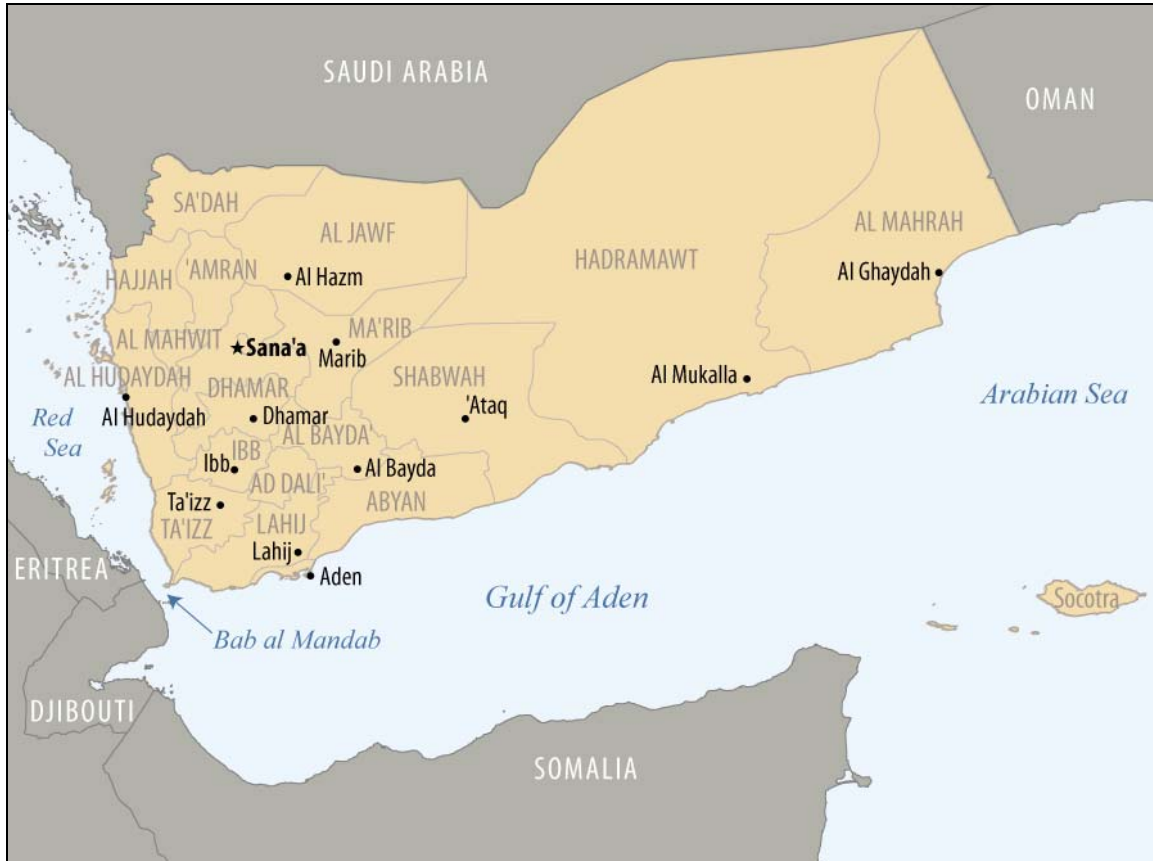 SAUDI ARABIA
OMAN
SA'DAH
AL JAWF
AL MAHRAH
HADRAMAWT
'AMRAN
HAJJAH
Al Hazm
Al Ghaydah
AL MAHWIT
MA'RIB
Sana'a
Marib
AL HUDAYDAH
DHAMAR
SHABWAH
Al Mukalla
Arabian Sea
Red
Sea
Al Hudaydah
Dhamar
'Ataq
AL BAYDA'
IBB
Ibb
Al Bayda
AD DALI'
Ta'izz
ABYAN
TA'IZZ
LAHIJ
Lahij
ERITREA
Aden
Gulf of Aden
Socotra
Bab al Mandab
DJIBOUTI
SOMALIA